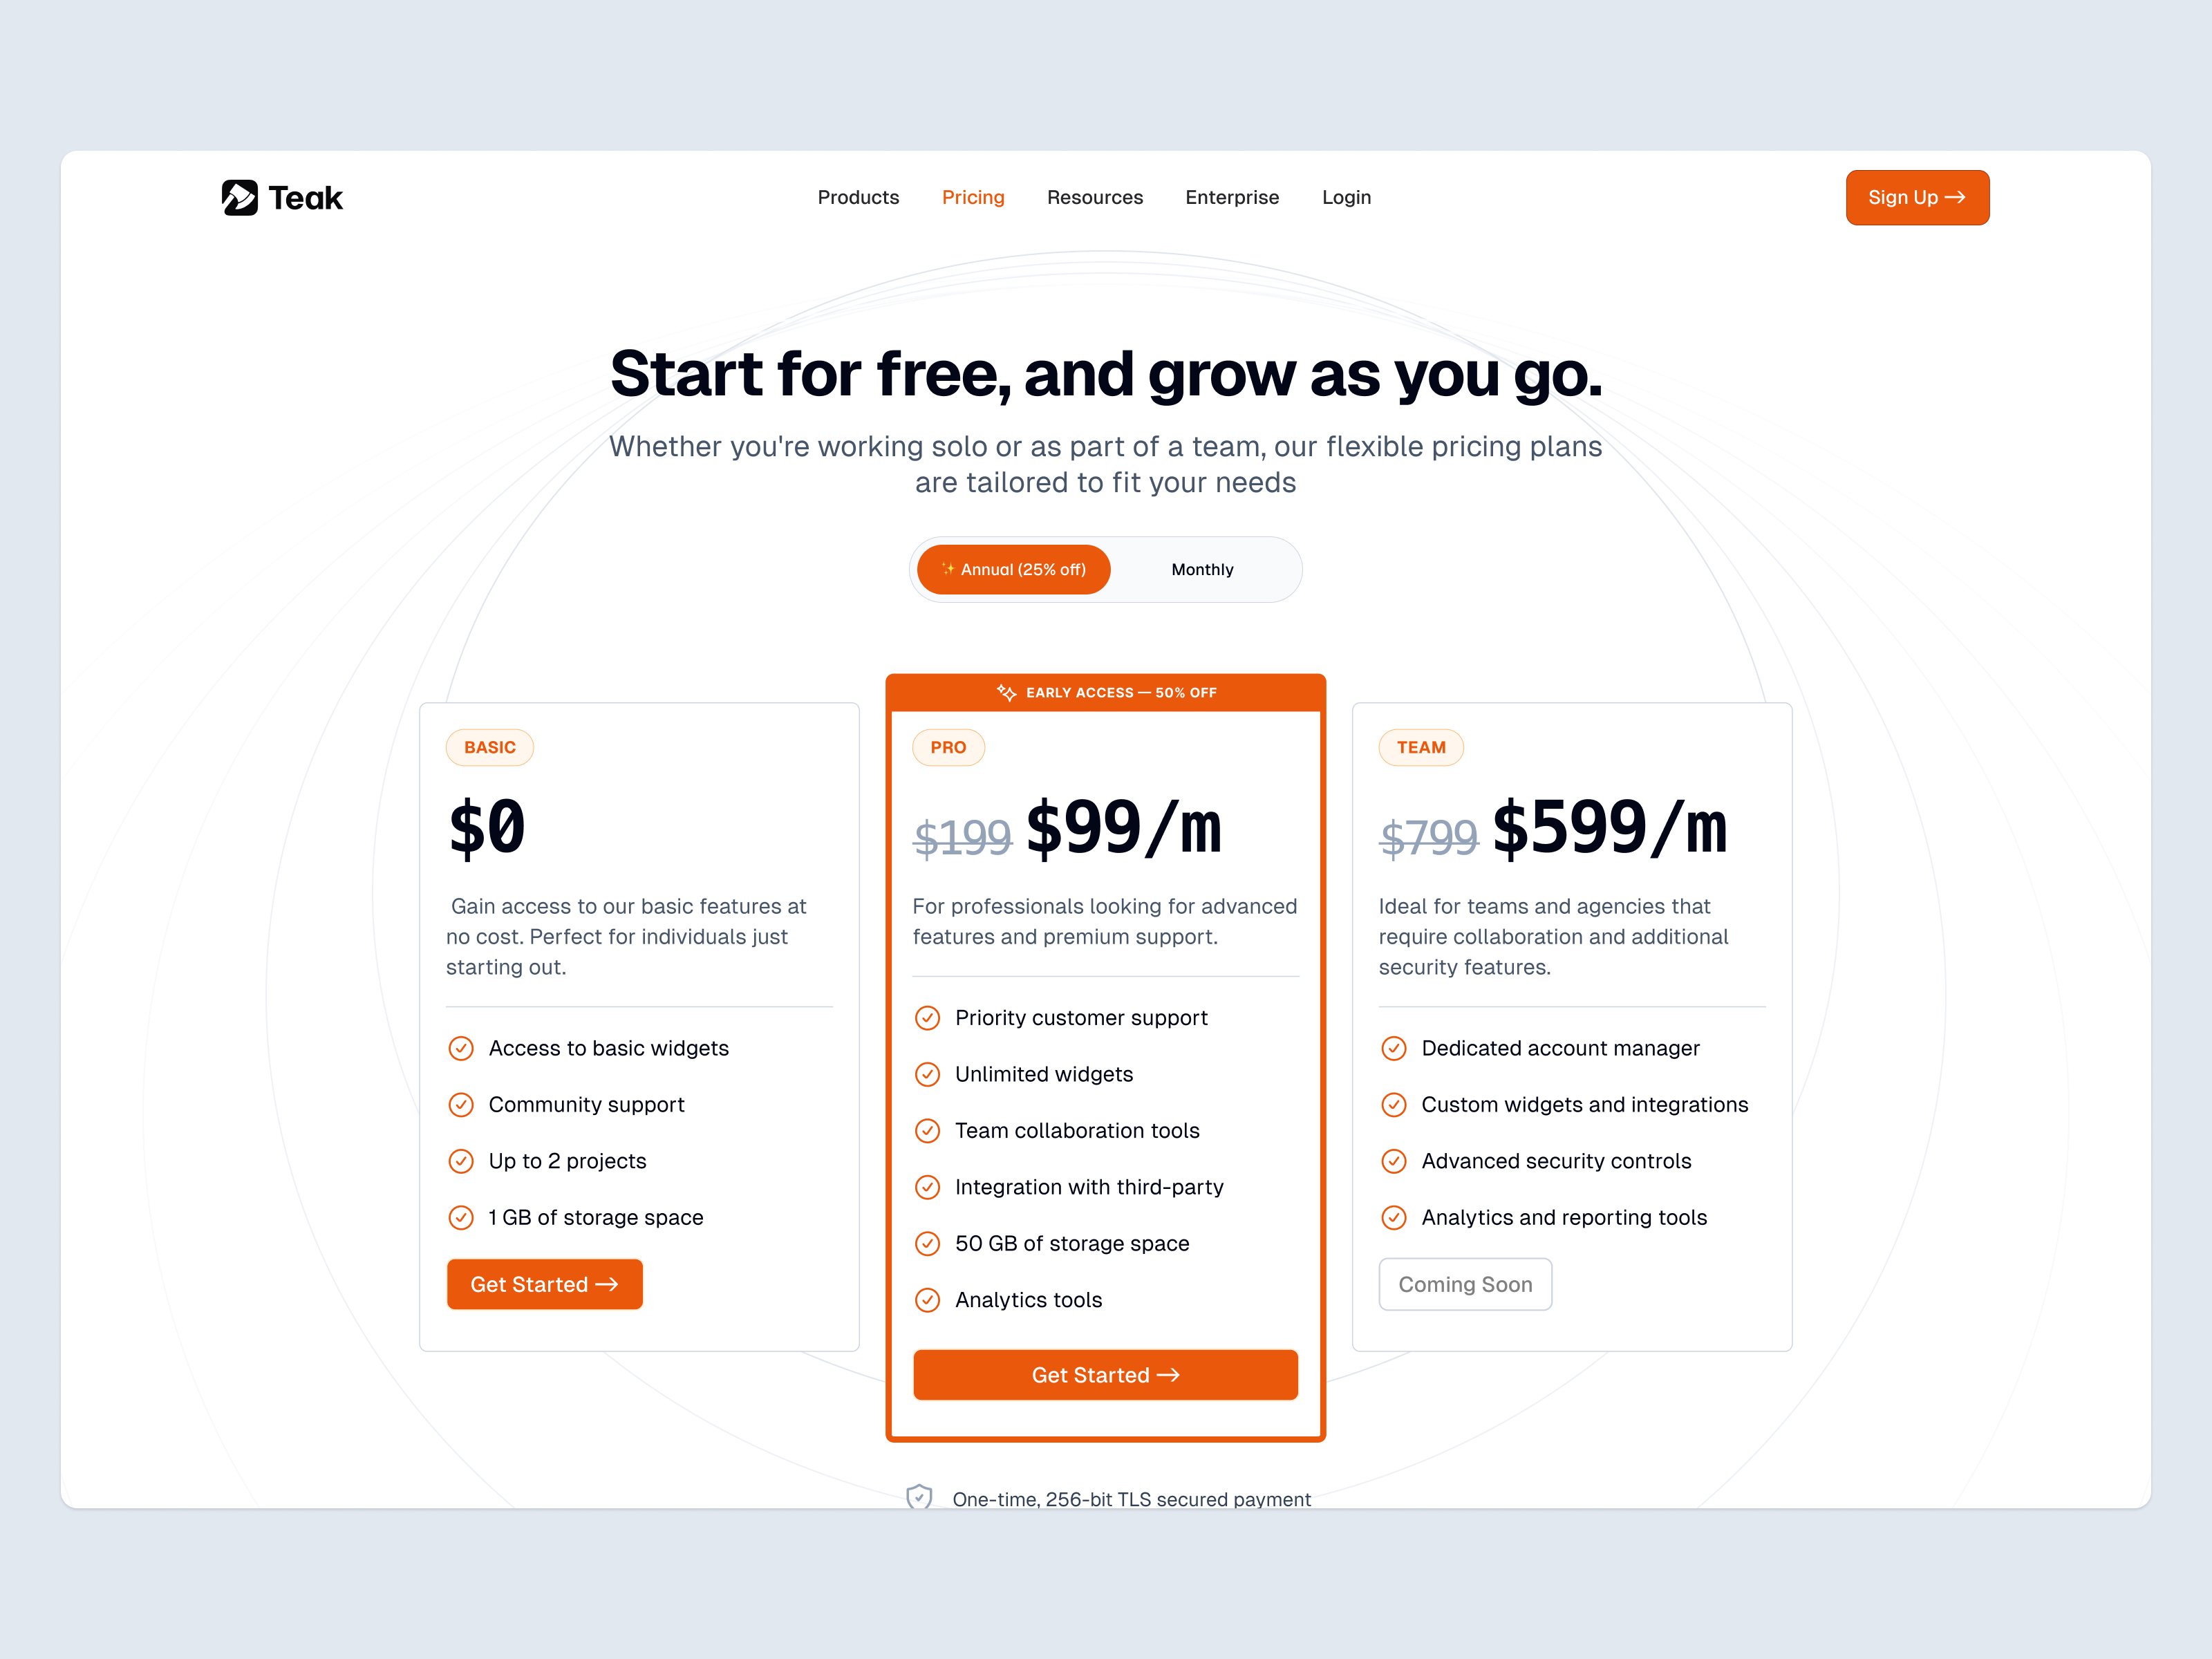 Teak
Products
Pricing
Resources
Enterprise
Login
Sign Up →
Start for free, and grow as you go.
Whether you're working solo or as part of a team, our flexible pricing plans
are tailored to fit your needs
✨ Annual (25% off)
Monthly
BASIC
$0
Gain access to our basic features at
no cost. Perfect for individuals just
starting out.
Access to basic widgets
Community support
Up to 2 projects
1 GB of storage space
Get Started →
EARLY ACCESS — 50% OFF
PRO
$199 $99/m
For professionals looking for advanced
features and premium support.
Priority customer support
Unlimited widgets
Team collaboration tools
Integration with third-party
50 GB of storage space
Analytics tools
Get Started →
TEAM
$799 $599/m
Ideal for teams and agencies that
require collaboration and additional
security features.
Dedicated account manager
Custom widgets and integrations
Advanced security controls
Analytics and reporting tools
Coming Soon
One-time, 256-bit TLS secured payment